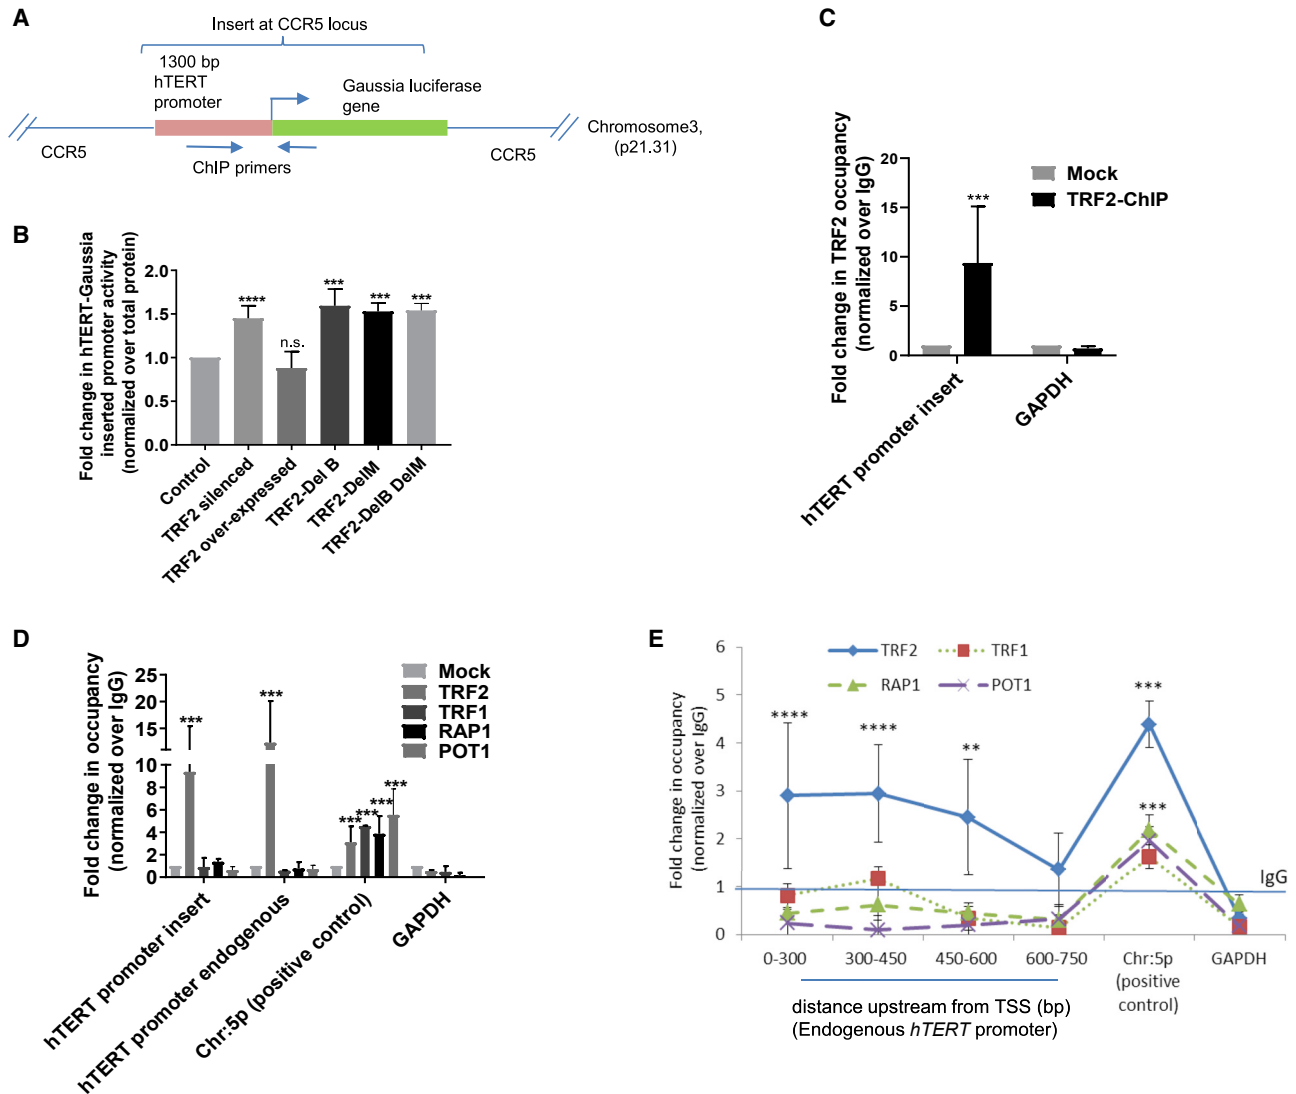 A
Insert at CCR5 locus
1300 bp
hTERT
promoter
Gaussia luciferase
gene
CCR5
CCR5
ChIP primers
Chromosome3,
(p21.31)
B
Fold change in hTERT-Gaussia
inserted promoter activity
(normalized over total protein)
2.0
1.5
1.0
0.5
0.0
****
n.s.
***
***
***
Control
TRF2 silenced
TRF2 over-expressed
TRF2-Del B
TRF2-DelM
TRF2-DelB DelM
C
Fold change in TRF2 occupancy
(normalized over IgG)
20
15
10
5
0
***
Mock
TRF2-ChIP
hTERT promoter insert
GAPDH
D
Fold change in occupancy
(normalized over IgG)
25
20
15
10
8
6
4
2
0
***
***
***
***
***
***
Mock
TRF2
TRF1
RAP1
POT1
hTERT promoter insert
hTERT promoter endogenous
Chr:5p (positive control)
GAPDH
E
Fold change in occupancy
(normalized over IgG)
6
5
4
3
2
1
0
TRF2
TRF1
RAP1
POT1
****
****
**
***
***
IgG
0-300
300-450
450-600
600-750
Chr:5p
(positive
control)
GAPDH
distance upstream from TSS (bp)
(Endogenous hTERT promoter)